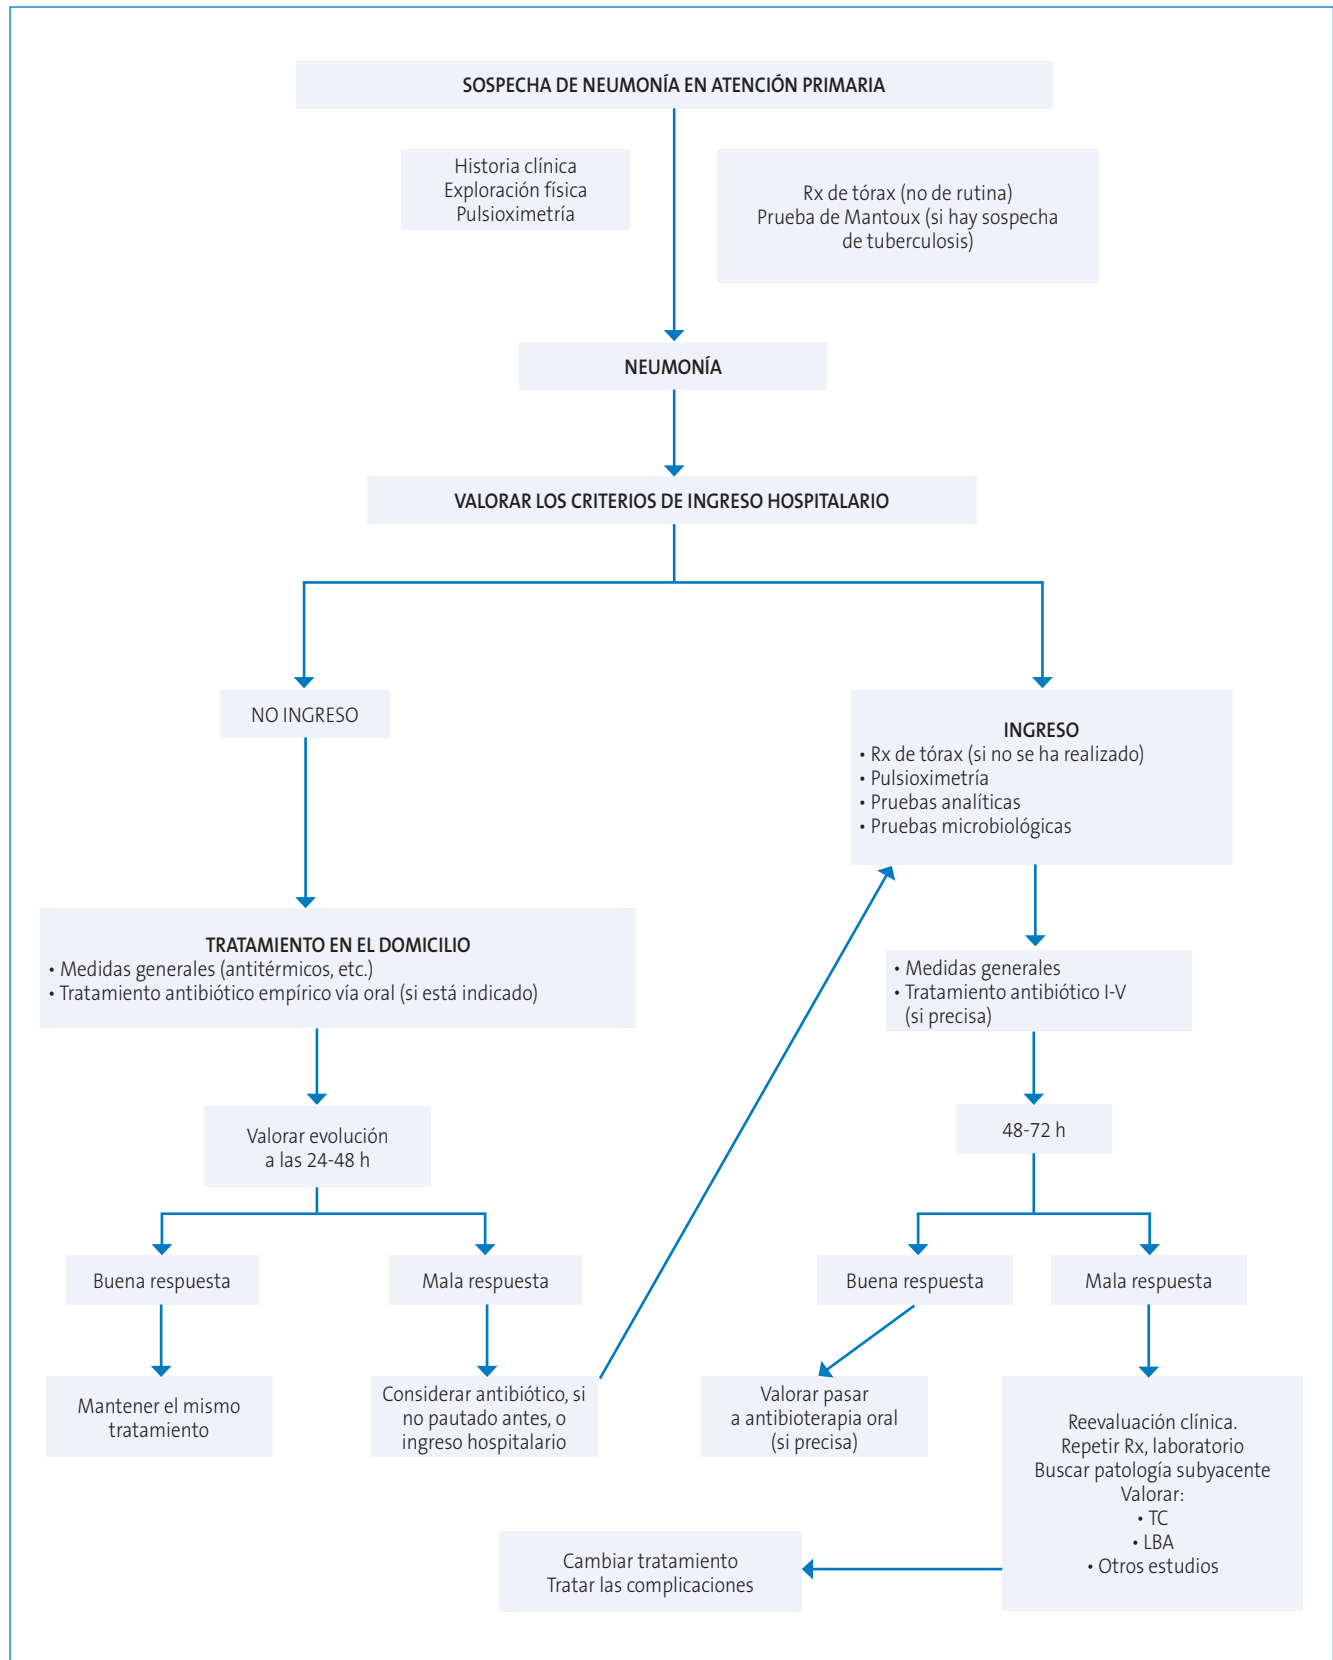 SOSPECHA DE NEUMONÍA EN ATENCIÓN PRIMARIA
Historia clínica
Exploración física
Pulsioximetría
Rx de tórax (no de rutina)
Prueba de Mantoux (si hay sospecha
de tuberculosis)
NEUMONÍA
VALORAR LOS CRITERIOS DE INGRESO HOSPITALARIO
NO INGRESO
INGRESO
• Rx de tórax (si no se ha realizado)
• Pulsioximetría
• Pruebas analíticas
• Pruebas microbiológicas
TRATAMIENTO EN EL DOMICILIO
• Medidas generales (antitérmicos, etc.)
• Tratamiento antibiótico empírico vía oral (si está indicado)
• Medidas generales
• Tratamiento antibiótico I-V
(si precisa)
Valorar evolución
a las 24-48 h
48-72 h
Buena respuesta
Mala respuesta
Buena respuesta
Mala respuesta
Mantener el mismo
tratamiento
Considerar antibiótico, si
no pautado antes, o
ingreso hospitalario
Valorar pasar
a antibioterapia oral
(si precisa)
Reevaluación clínica.
Repetir Rx, laboratorio
Buscar patología subyacente
Valorar:
• TC
• LBA
• Otros estudios
Cambiar tratamiento
Tratar las complicaciones